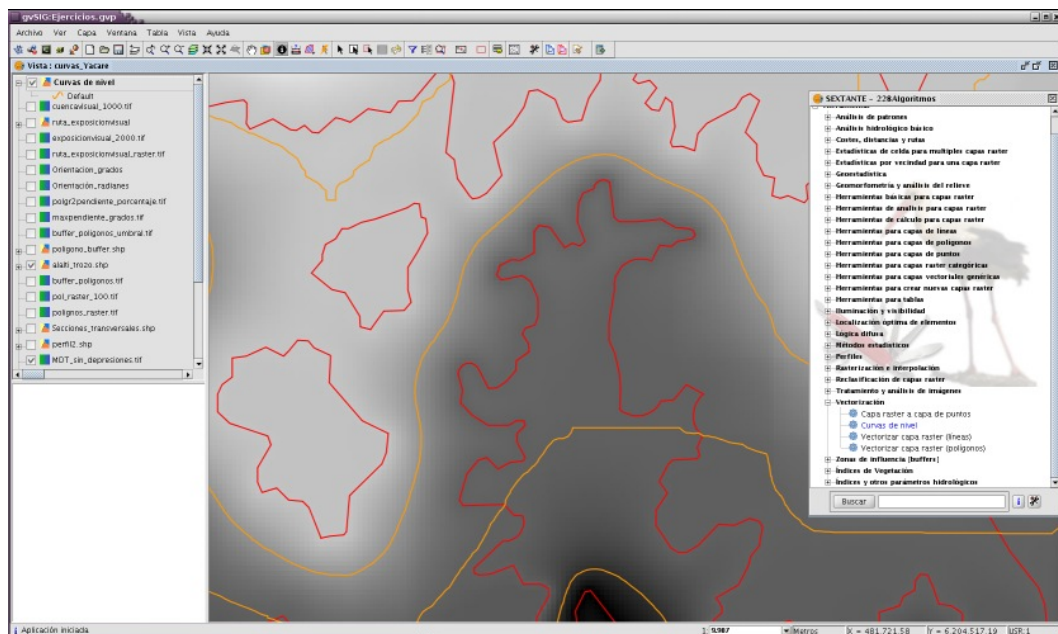 gvSIG:Ejercicios.gvp
Archivo Ver Capa Ventana Tabla Vista Ayuda
Vista : curvas_Yacare
Curvas de nivel
Default
cuencavisual_1000.tif
ruta_exposicionvisual
exposicionvisual_2000.tif
ruta_exposicionvisual_raster.tif
Orientacion_grados
Orientación_radianes
polgr2pendiente_porcentaje.tif
maxpendiente_grados.tif
buffer_poligonos_umbral.tif
poligono_buffer.shp
alalti_trozo.shp
buffer_poligonos.tif
pol_raster_100.tif
polignos_raster.tif
Secciones_transversales.shp
perfil2.shp
MDT_sin_depresiones.tif
SEXTANTE - 228Algoritmos
Análisis de patrones
Análisis hidrológico básico
Costes, distancias y rutas
Estadísticas de celda para multiples capas raster
Estadísticas por vecindad para una capa raster
Geoestadística
Geomorfometría y análisis del relieve
Herramientas básicas para capas raster
Herramientas de análisis para capas raster
Herramientas de cálculo para capas raster
Herramientas para capas de líneas
Herramientas para capas de polígonos
Herramientas para capas de puntos
Herramientas para capas raster categóricas
Herramientas para capas vectoriales genéricas
Herramientas para crear nuevas capas raster
Herramientas para tablas
Iluminación y visibilidad
Localización óptima de elementos
Lógica difusa
Métodos estadísticos
Perfiles
Rasterización e interpolación
Reclasificación de capas raster
Tratamiento y análisis de imágenes
Vectorización
Capa raster a capa de puntos
Curvas de nivel
Vectorizar capa raster (líneas)
Vectorizar capa raster (polígonos)
Zonas de influencia (buffers)
Índices de Vegetación
Índices y otros parámetros hidrológicos
Buscar
Aplicación iniciada
1: 9.907 Metros X = 481.721,58 Y = 6.204.517,19 USR:1